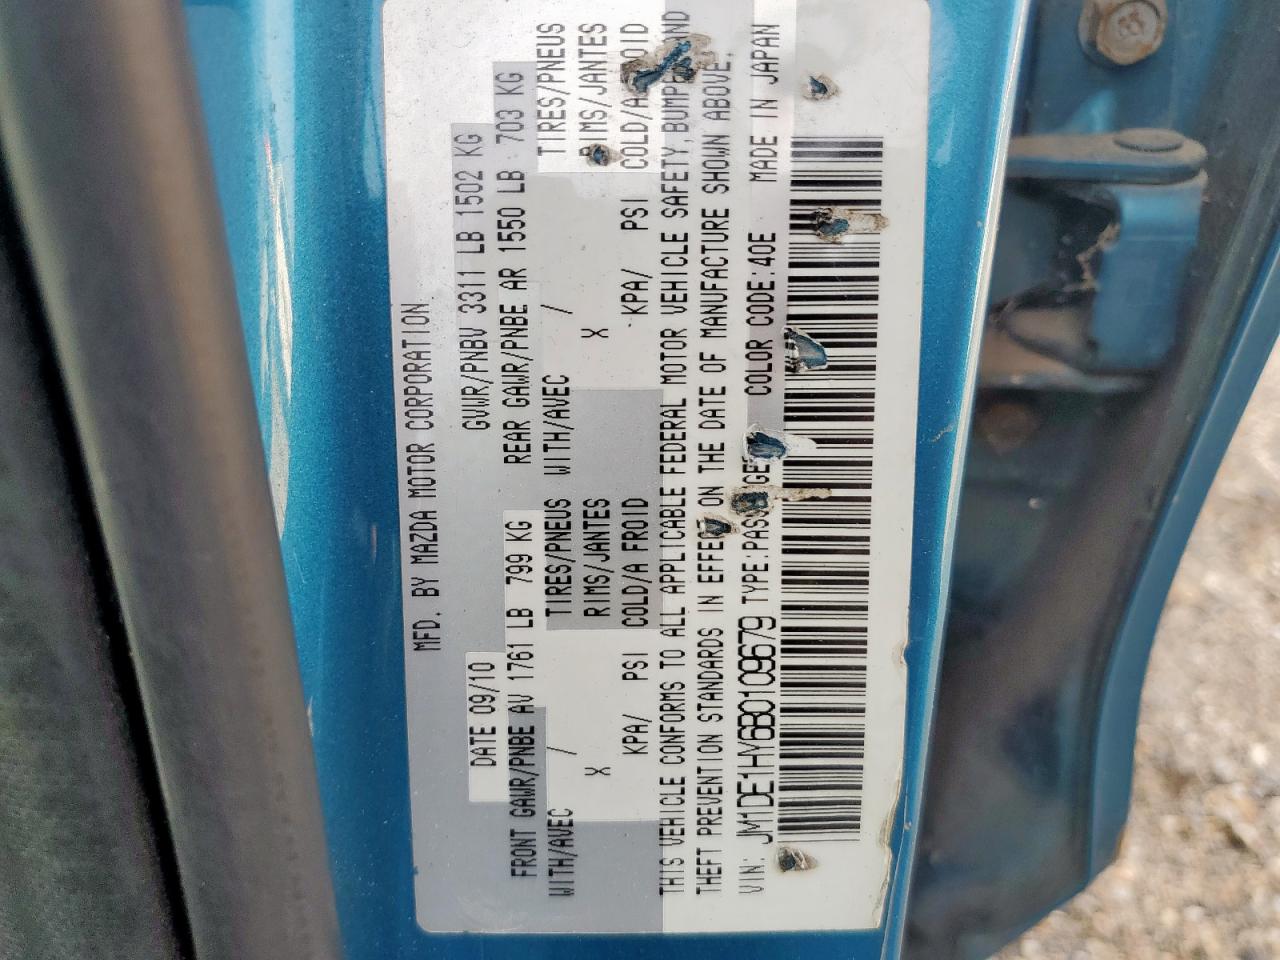 MFD. BY MAZDA MOTOR CORPORATION
DATE 09/10 GVWR/PNBV 3311 LB 1502 KG
FRONT GAWR/PNBE AV 1761 LB 799 KG REAR GAWR/PNBE AR 1550 LB 703 KG
WITH/AVEC / TIRES/PNEUS WITH/AVEC / TIRES/PNEUS
X RIMS/JANTES X RIMS/JANTES
KPA/ PSI COLD/A FROID KPA/ PSI COLD/A
THIS VEHICLE CONFORMS TO ALL APPLICABLE FEDERAL MOTOR VEHICLE SAFETY, AND
THEFT PREVENTION STANDARDS IN EFFECT ON THE DATE OF MANUFACTURE SHOWN ABOVE.
VIN: JM1DE1HY6B0109679 TYPE: COLOR CODE:40E MADE IN JAPAN